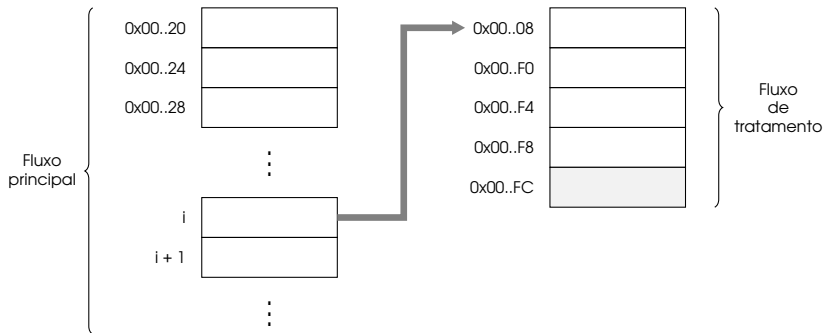 Fluxo
principal
0x00..20
0x00..24
0x00..28
i
i + 1
0x00..08
0x00..F0
0x00..F4
0x00..F8
0x00..FC
Fluxo
de
tratamento